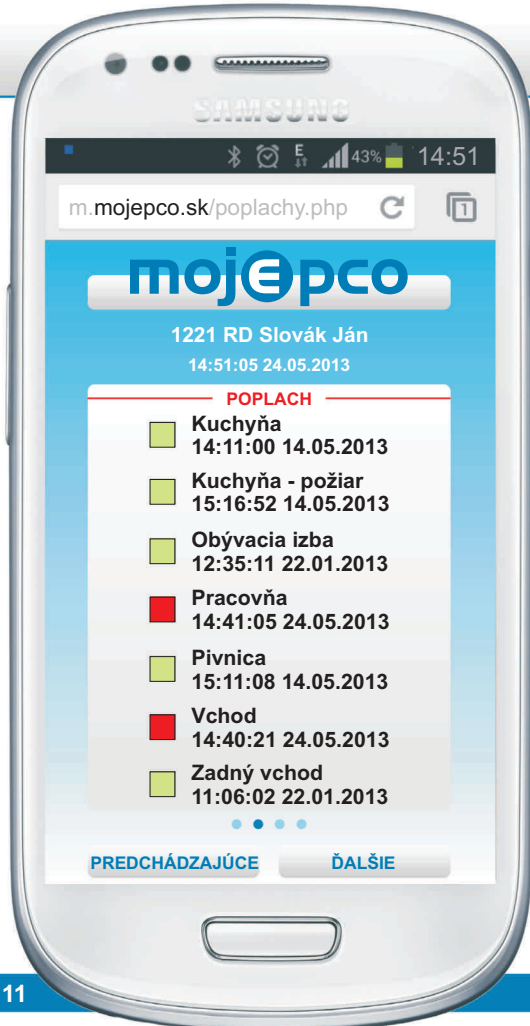 SAMSUNG
E 43% 14:51
m.mojepco.sk/poplachy.php 1
mojepco
1221 RD Slovák Ján
14:51:05 24.05.2013
POPLACH
Kuchyňa
14:11:00 14.05.2013
Kuchyňa - požiar
15:16:52 14.05.2013
Obývacia izba
12:35:11 22.01.2013
Pracovňa
14:41:05 24.05.2013
Pivnica
15:11:08 14.05.2013
Vchod
14:40:21 24.05.2013
Zadný vchod
11:06:02 22.01.2013
PREDCHÁDZAJÚCE ĎALŠIE
11